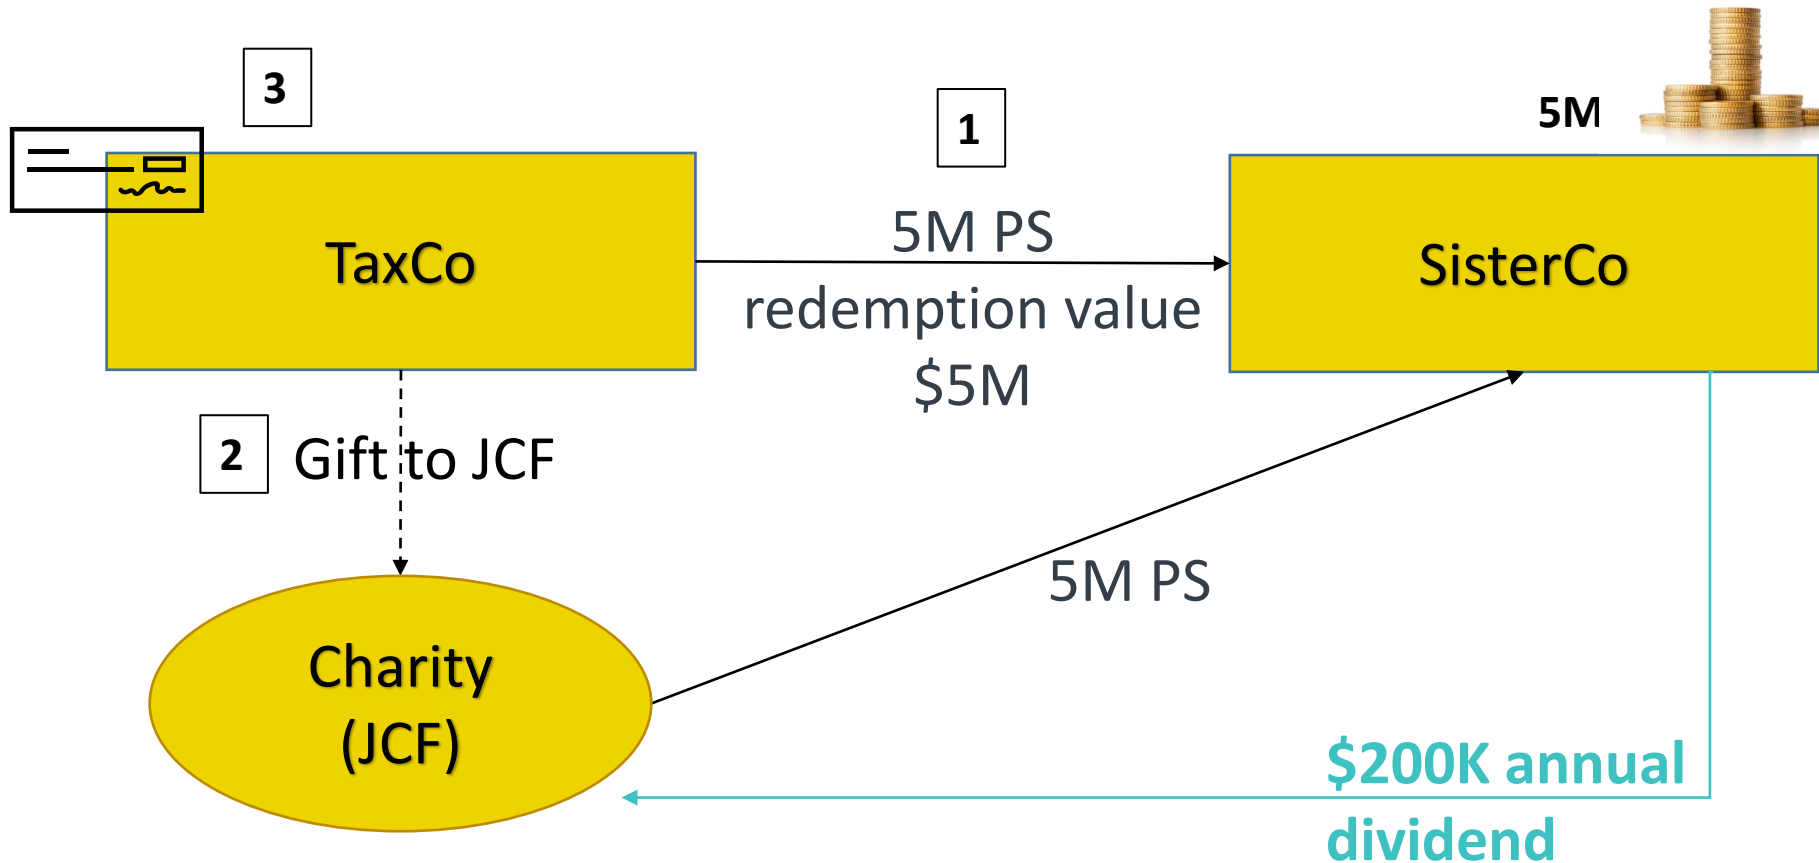 3
1
5M
TaxCo
5M PS
redemption value
$5M
SisterCo
2
Gift to JCF
5M PS
Charity
(JCF)
$200K annual
dividend